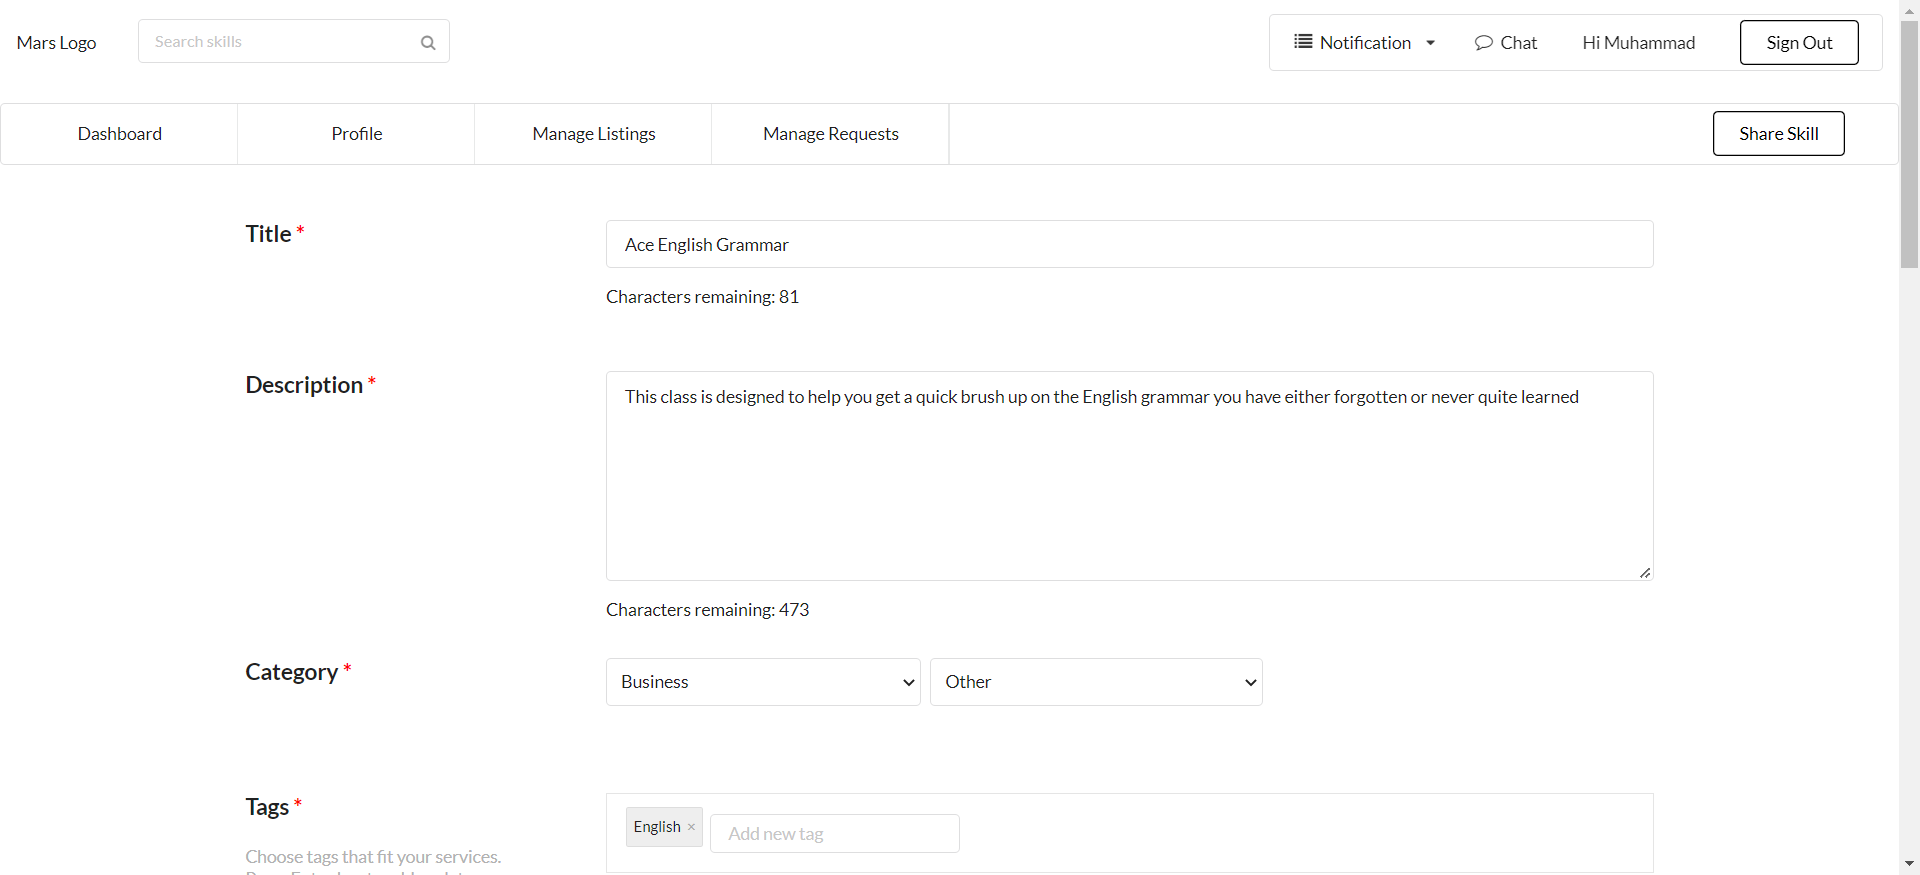 Mars Logo
Search skills
Notification
Chat
Hi Muhammad
Sign Out
Dashboard
Profile
Manage Listings
Manage Requests
Share Skill
Title *
Ace English Grammar
Characters remaining: 81
Description *
This class is designed to help you get a quick brush up on the English grammar you have either forgotten or never quite learned
Characters remaining: 473
Category *
Business
Other
Tags *
English ×
Add new tag
Choose tags that fit your services.